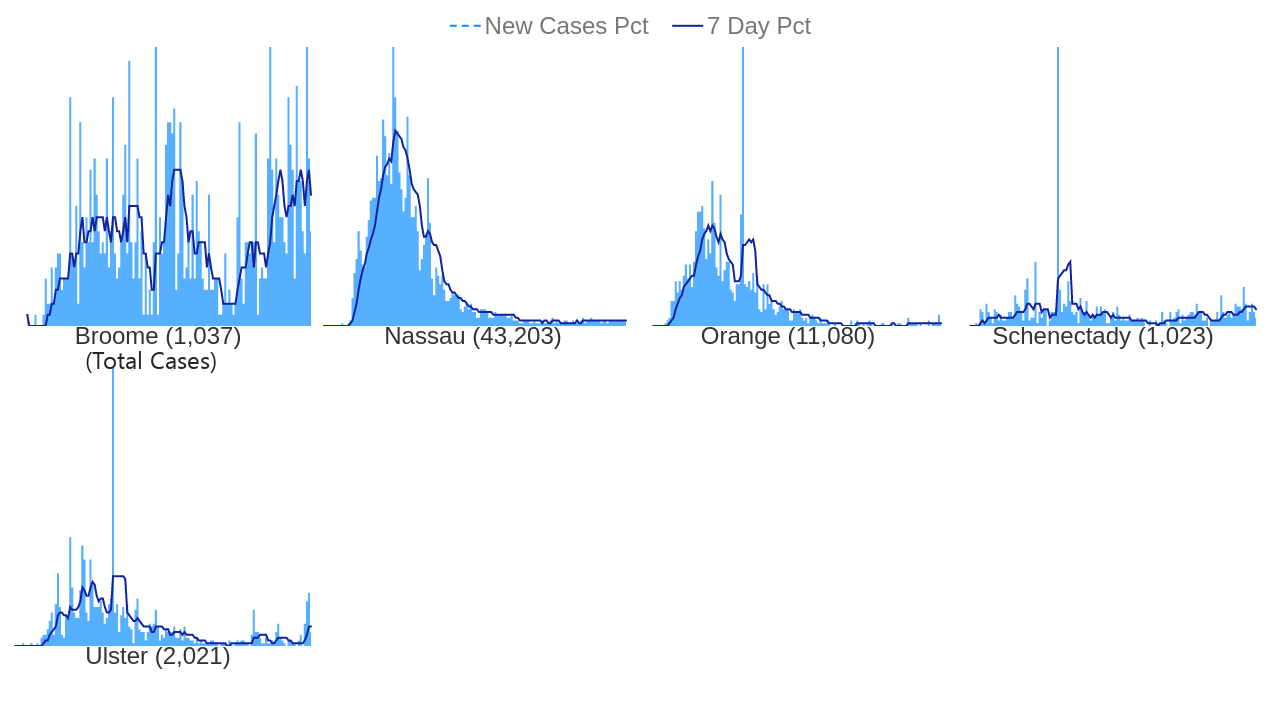 New Cases Pct 7 Day Pct
Broome (1,037) Nassau (43,203) Orange (11,080) Schenectady (1,023)
(Total Cases)
Ulster (2,021)